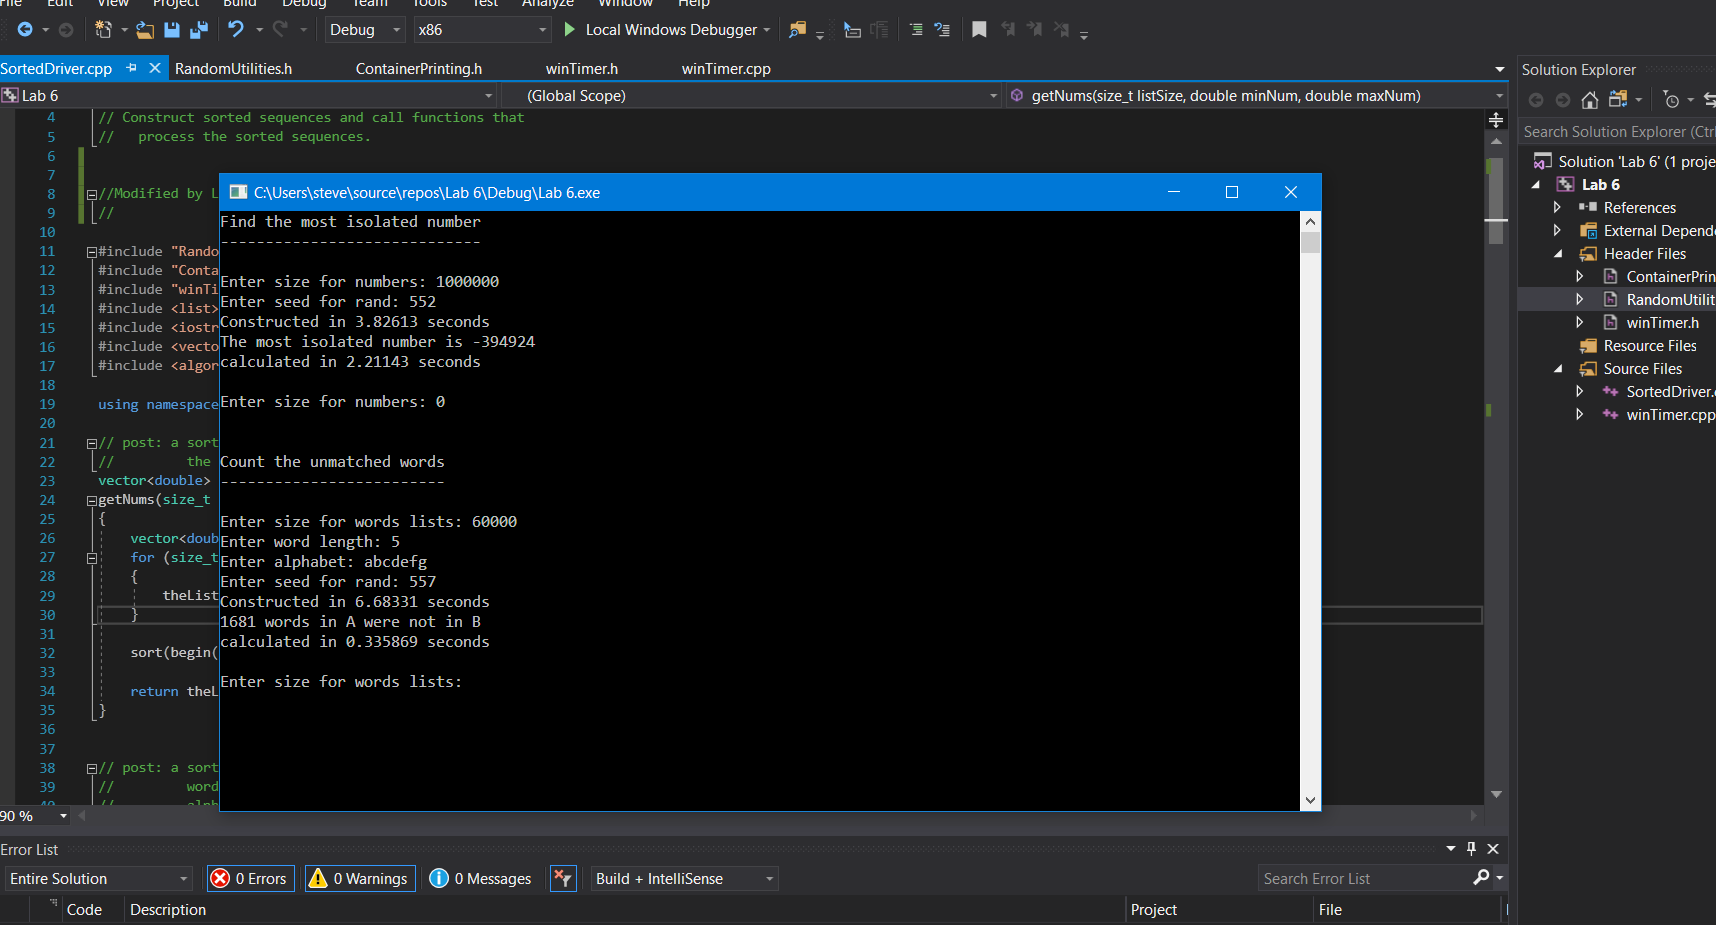 File Edit View Project Build Debug Team Tools Test Analyze Window Help
Debug x86 Local Windows Debugger
SortedDriver.cpp RandomUtilities.h ContainerPrinting.h winTimer.h winTimer.cpp
Lab 6 (Global Scope) getNums(size_t listSize, double minNum, double maxNum)
4 // Construct sorted sequences and call functions that
5 // process the sorted sequences.
6
7
8 //Modified by L
9 //
10
11 #include "Rando
12 #include "Conta
13 #include "winTi
14 #include <list>
15 #include <iostr
16 #include <vecto
17 #include <algor
18
19 using namespace
20
21 // post: a sort
22 // the
23 vector<double>
24 getNums(size_t
25 {
26 vector<doub
27 for (size_t
28 {
29 theList
30 }
31
32 sort(begin(
33
34 return theL
35 }
36
37
38 // post: a sort
39 // word
40 // alph
90 %
C:\Users\steve\source\repos\Lab 6\Debug\Lab 6.exe
Find the most isolated number
-----------------------------
Enter size for numbers: 1000000
Enter seed for rand: 552
Constructed in 3.82613 seconds
The most isolated number is -394924
calculated in 2.21143 seconds
Enter size for numbers: 0
Count the unmatched words
-------------------------
Enter size for words lists: 60000
Enter word length: 5
Enter alphabet: abcdefg
Enter seed for rand: 557
Constructed in 6.68331 seconds
1681 words in A were not in B
calculated in 0.335869 seconds
Enter size for words lists:
Solution Explorer
Search Solution Explorer (Ctrl
Solution 'Lab 6' (1 proje
Lab 6
References
External Depende
Header Files
ContainerPrin
RandomUtilit
winTimer.h
Resource Files
Source Files
SortedDriver.c
winTimer.cpp
Error List
Entire Solution 0 Errors 0 Warnings 0 Messages Build + IntelliSense Search Error List
Code Description Project File